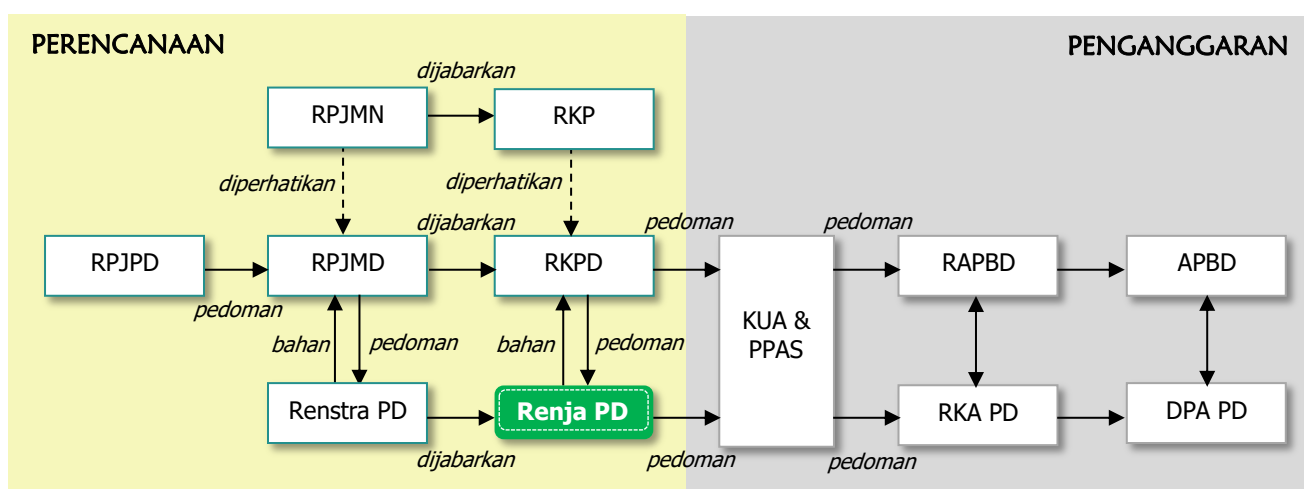 PERENCANAAN
PENGANGGARAN
dijabarkan
RPJMN
RKP
diperhatikan
diperhatikan
dijabarkan
pedoman
pedoman
RPJPD
RPJMD
RKPD
RAPBD
APBD
pedoman
KUA &
PPAS
bahan
pedoman
bahan
pedoman
Renstra PD
Renja PD
RKA PD
DPA PD
dijabarkan
pedoman
pedoman